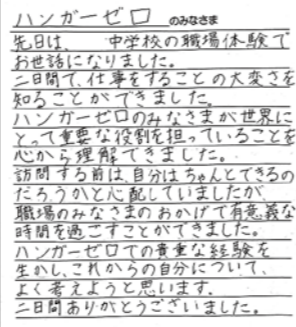 ハンガーゼロのみなさま
先日は、 中学校の職場体験で
お世話になりました。
二日間で、仕事をすることの大変さを
知ることができました。
ハンガーゼロのみなさまが世界に
とって重要な役割を担っていることを
心から理解できました。
訪問する前は、自分はちゃんとできるの
だろうかと心配していましたが
職場のみなさまのおかげで有意義な
時間を過ごすことができました。
ハンガーゼロでの貴重な経験を
生かし、これからの自分について、
よく考えようと思います。
二日間ありがとうございました。